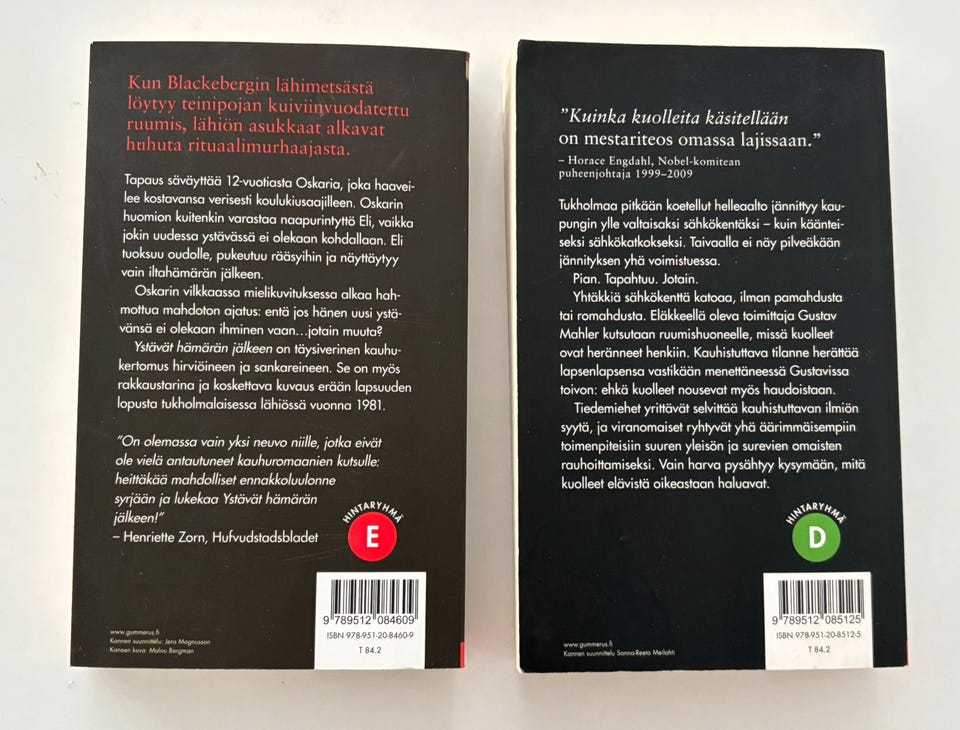 Kun Blackebergin lähimetsästä
löytyy teinipojan kuiviinvuodatettu
ruumis, lähiön asukkaat alkavat
huhuta rituaalimurhaajasta.
Tapaus säväyttää 12-vuotiasta Oskaria, joka haavei-
lee kostavansa verisesti koulukiusaajilleen. Oskarin
huomion kuitenkin varastaa naapurintyttö Eli, vaikka
jokin uudessa ystävässä ei olekaan kohdallaan. Eli
tuoksuu oudolle, pukeutuu rääsyihin ja näyttäytyy
vain iltahämärän jälkeen.
Oskarin vilkkaassa mielikuvituksessa alkaa hah-
mottua mahdoton ajatus: entä jos hänen uusi ystä-
vänsä ei olekaan ihminen vaan...jotain muuta?
Ystävät hämärän jälkeen on täysiverinen kauhu-
kertomus hirviöineen ja sankareineen. Se on myös
rakkaustarina ja koskettava kuvaus erään lapsuuden
lopusta tukholmalaisessa lähiössä vuonna 1981.
"On olemassa vain yksi neuvo niille, jotka eivät
ole vielä antautuneet kauhuromaanien kutsulle:
heittäkää mahdolliset ennakkoluulonne
syrjään ja lukekaa Ystävät hämärän
jälkeen!"
– Henriette Zorn, Hufvudstadsbladet
HINTARYHMÄ
E
www.gummerus.fi
Kannen suunnittelu: Jens Magnusson
Kannen kuva: Malou Bergman
9 789512 084609
ISBN 978-951-20-8460-9
T 84.2
"Kuinka kuolleita käsitellään
on mestariteos omassa lajissaan."
– Horace Engdahl, Nobel-komitean
puheenjohtaja 1999–2009
Tukholmaa pitkään koetellut helleaalto jännittyy kau-
pungin ylle valtaisaksi sähkökentäksi – kuin kääntei-
seksi sähkökatkokseksi. Taivaalla ei näy pilveäkään
jännityksen yhä voimistuessa.
Pian. Tapahtuu. Jotain.
Yhtäkkiä sähkökenttä katoaa, ilman pamahdusta
tai romahdusta. Eläkkeellä oleva toimittaja Gustav
Mahler kutsutaan ruumishuoneelle, missä kuolleet
ovat heränneet henkiin. Kauhistuttava tilanne herättää
lapsenlapsensa vastikään menettäneessä Gustavissa
toivon: ehkä kuolleet nousevat myös haudoistaan.
Tiedemiehet yrittävät selvittää kauhistuttavan ilmiön
syytä, ja viranomaiset ryhtyvät yhä äärimmäisempiin
toimenpiteisiin suuren yleisön ja surevien omaisten
rauhoittamiseksi. Vain harva pysähtyy kysymään, mitä
kuolleet elävistä oikeastaan haluavat.
HINTARYHMÄ
D
www.gummerus.fi
Kannen suunnittelu Sanna-Reeta Meilahti
9 789512 085125
ISBN 978-951-20-8512-5
T 84.2